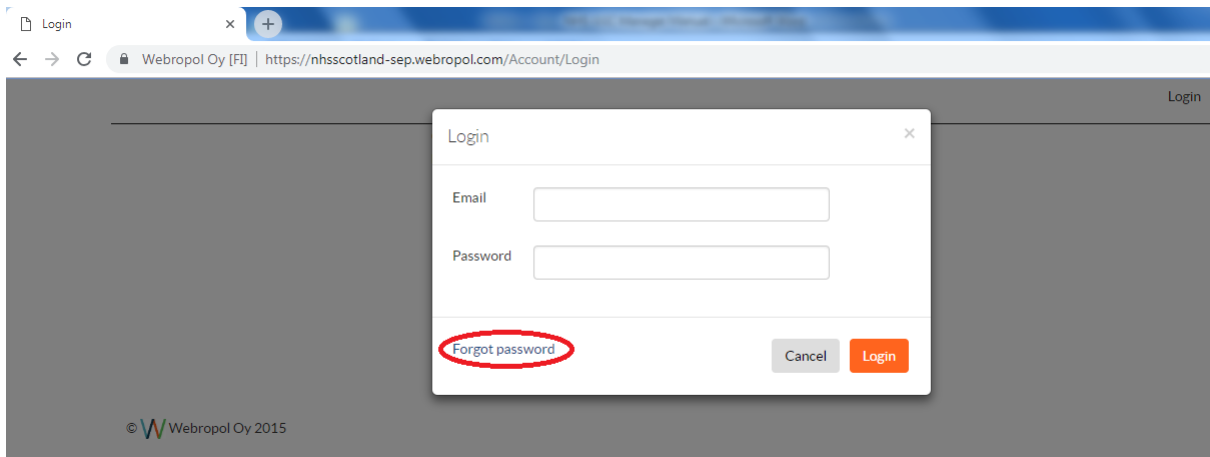 Login
Webropol Oy [FI] | https://nhsscotland-sep.webropol.com/Account/Login
Login
Login
Email
Password
Forgot password
Cancel Login
© Webropol Oy 2015